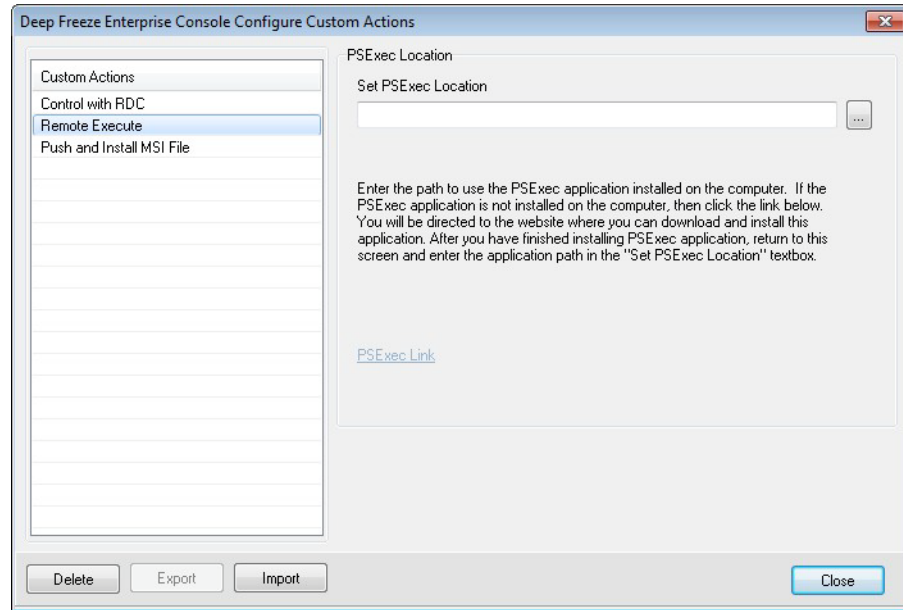 Deep Freeze Enterprise Console Configure Custom Actions
Custom Actions
Control with RDC
Remote Execute
Push and Install MSI File
PSExec Location
Set PSExec Location
...
Enter the path to use the PSExec application installed on the computer.  If the
PSExec application is not installed on the computer, then click the link below.
You will be directed to the website where you can download and install this
application. After you have finished installing PSExec application, return to this
screen and enter the application path in the "Set PSExec Location" textbox.
PSExec Link
Delete
Export
Import
Close